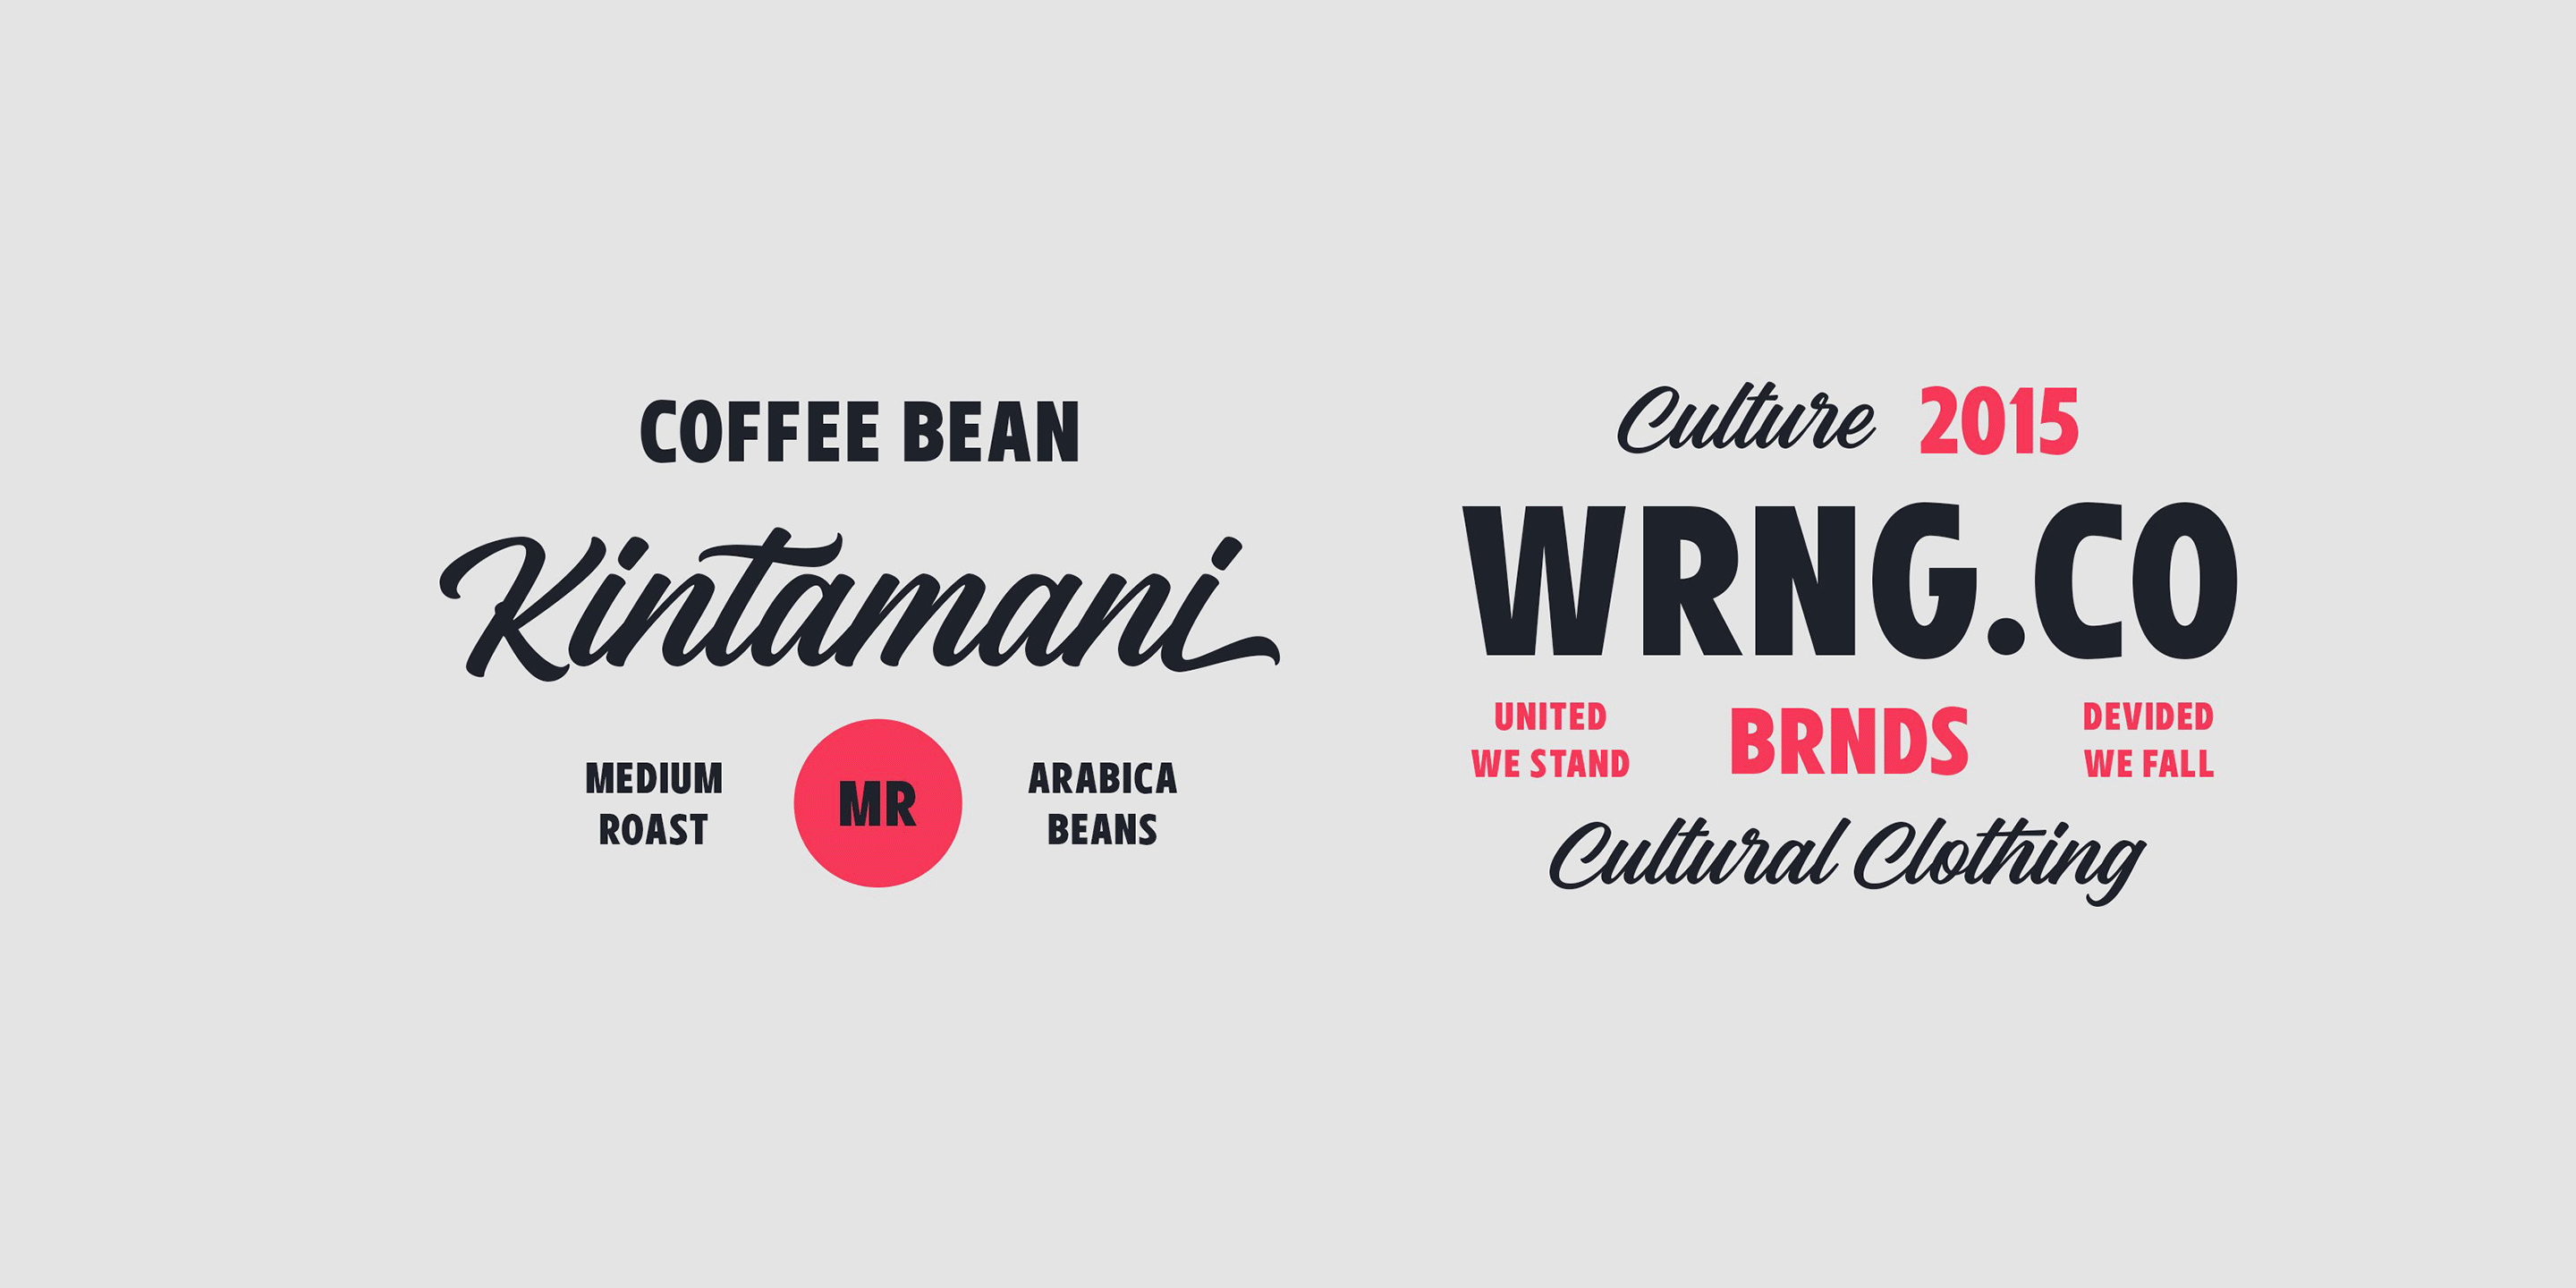 COFFEE BEAN
Kintamani
MEDIUM
ROAST
MR
ARABICA
BEANS
Culture 2015
WRNG.CO
UNITED
WE STAND
BRNDS
DEVIDED
WE FALL
Cultural Clothing